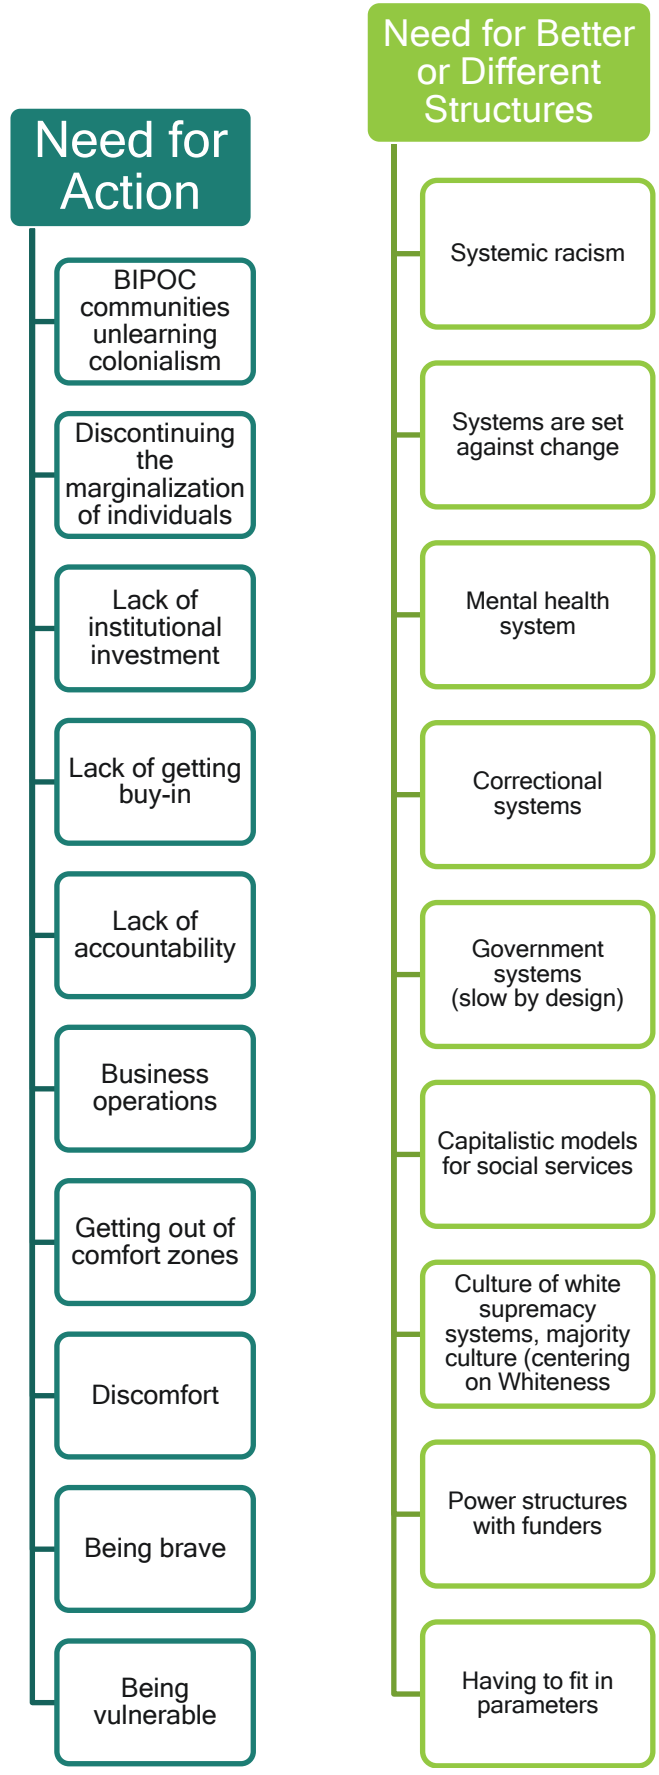 Need for
Action
BIPOC
communities
unlearning
colonialism
Discontinuing
the
marginalization
of individuals
Lack of
institutional
investment
Lack of getting
buy-in
Lack of
accountability
Business
operations
Getting out of
comfort zones
Discomfort
Being brave
Being
vulnerable
Need for Better
or Different
Structures
Systemic racism
Systems are set
against change
Mental health
system
Correctional
systems
Government
systems
(slow by design)
Capitalistic models
for social services
Culture of white
supremacy
systems, majority
culture (centering
on Whiteness
Power structures
with funders
Having to fit in
parameters